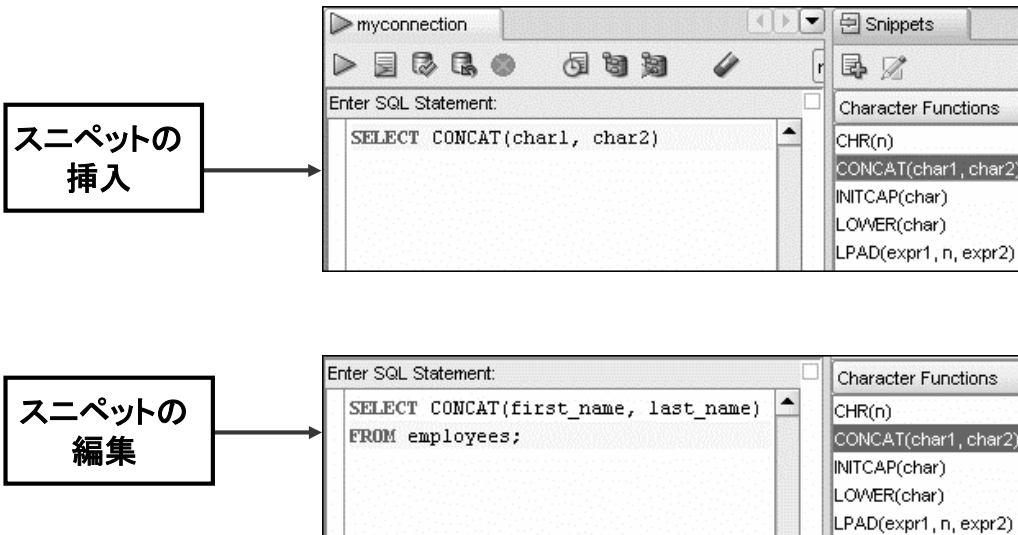 myconnection
Snippets
Enter SQL Statement:
Character Functions
SELECT CONCAT(char1, char2)
CHR(n)
CONCAT(char1, char2)
INITCAP(char)
LOWER(char)
LPAD(expr1, n, expr2)
スニペットの
挿入
Enter SQL Statement:
Character Functions
SELECT CONCAT(first_name, last_name)
FROM employees;
CHR(n)
CONCAT(char1, char2)
INITCAP(char)
LOWER(char)
LPAD(expr1, n, expr2)
スニペットの
編集